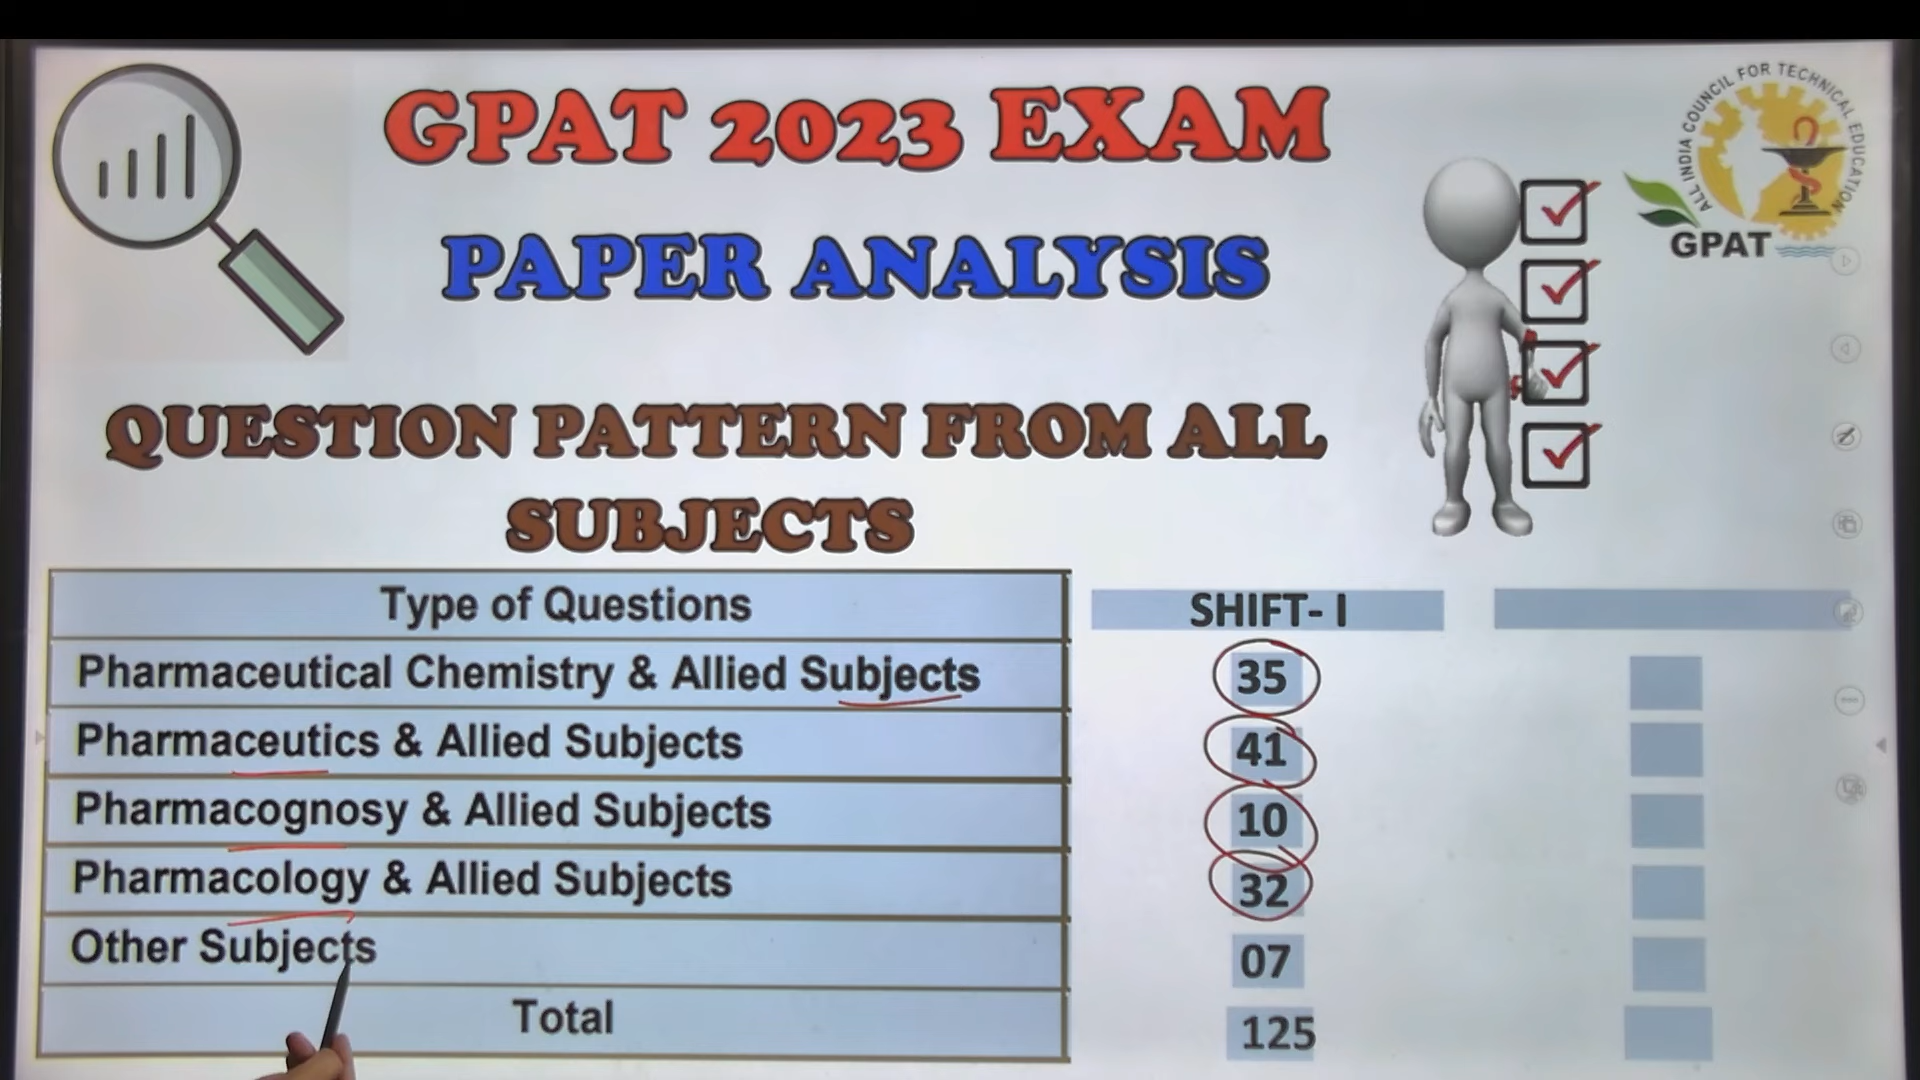 GPAT 2023 EXAM
PAPER ANALYSIS
ALL INDIA COUNCIL FOR TECHNICAL EDUCATION
GPAT
QUESTION PATTERN FROM ALL
SUBJECTS
Type of Questions SHIFT- I
Pharmaceutical Chemistry & Allied Subjects 35
Pharmaceutics & Allied Subjects 41
Pharmacognosy & Allied Subjects 10
Pharmacology & Allied Subjects 32
Other Subjects 07
Total 125